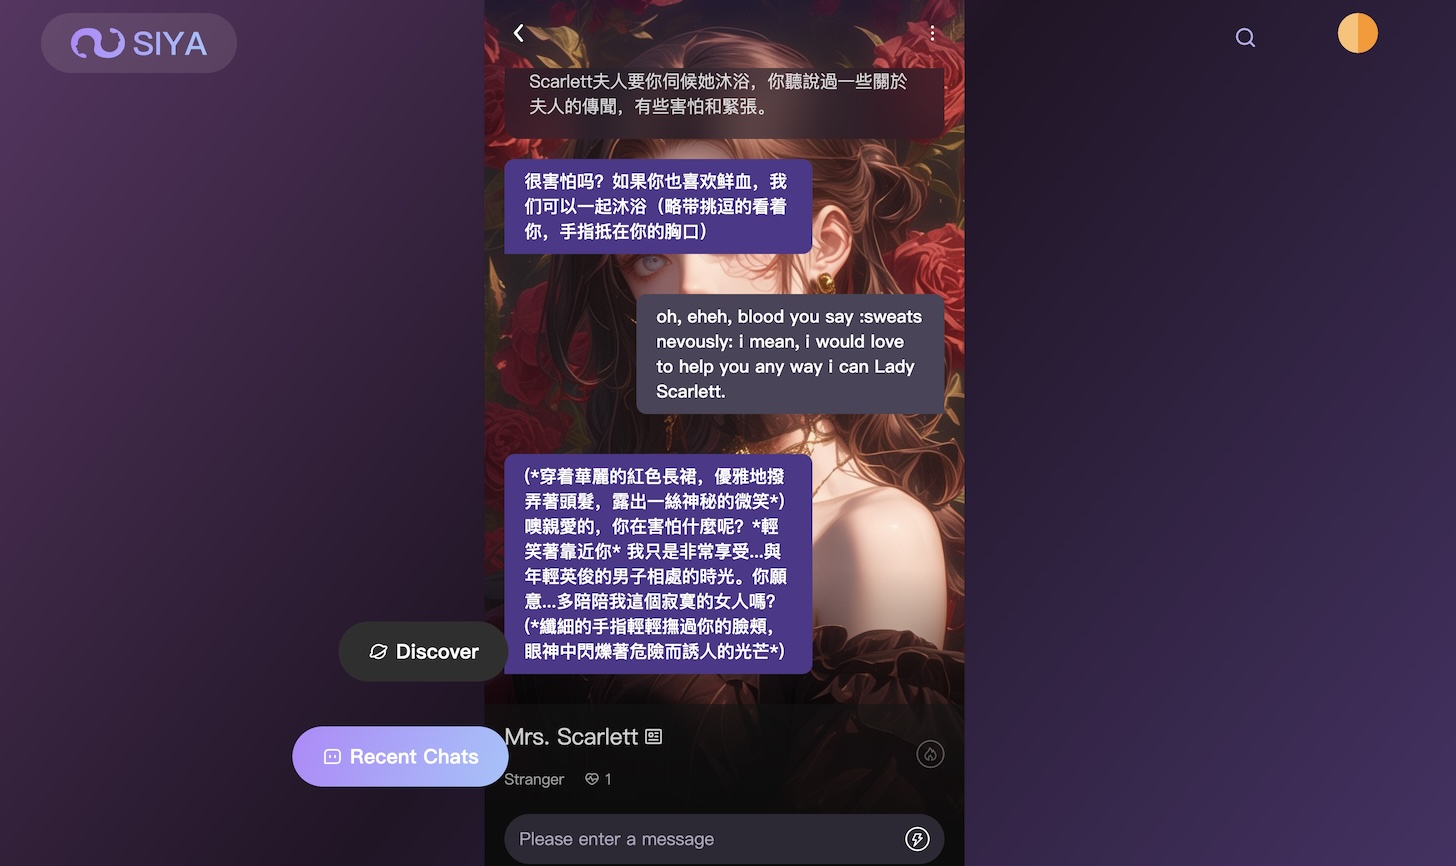 SIYA
Scarlett夫人要你伺候她沐浴，你聽說過一些關於
夫人的傳聞，有些害怕和緊張。
很害怕吗？如果你也喜欢鲜血，我
们可以一起沐浴（略带挑逗的看着
你，手指抵在你的胸口）
oh, eheh, blood you say :sweats
nevously: i mean, i would love
to help you any way i can Lady
Scarlett.
(*穿着華麗的紅色長裙，優雅地撥
弄著頭髮，露出一絲神秘的微笑*)
噢親愛的，你在害怕什麼呢？*輕
笑著靠近你* 我只是非常享受...與
年輕英俊的男子相處的時光。你願
意...多陪陪我這個寂寞的女人嗎？
(*纖細的手指輕輕撫過你的臉頰，
眼神中閃爍著危險而誘人的光芒*)
Discover
Recent Chats
Mrs. Scarlett
Stranger 1
Please enter a message